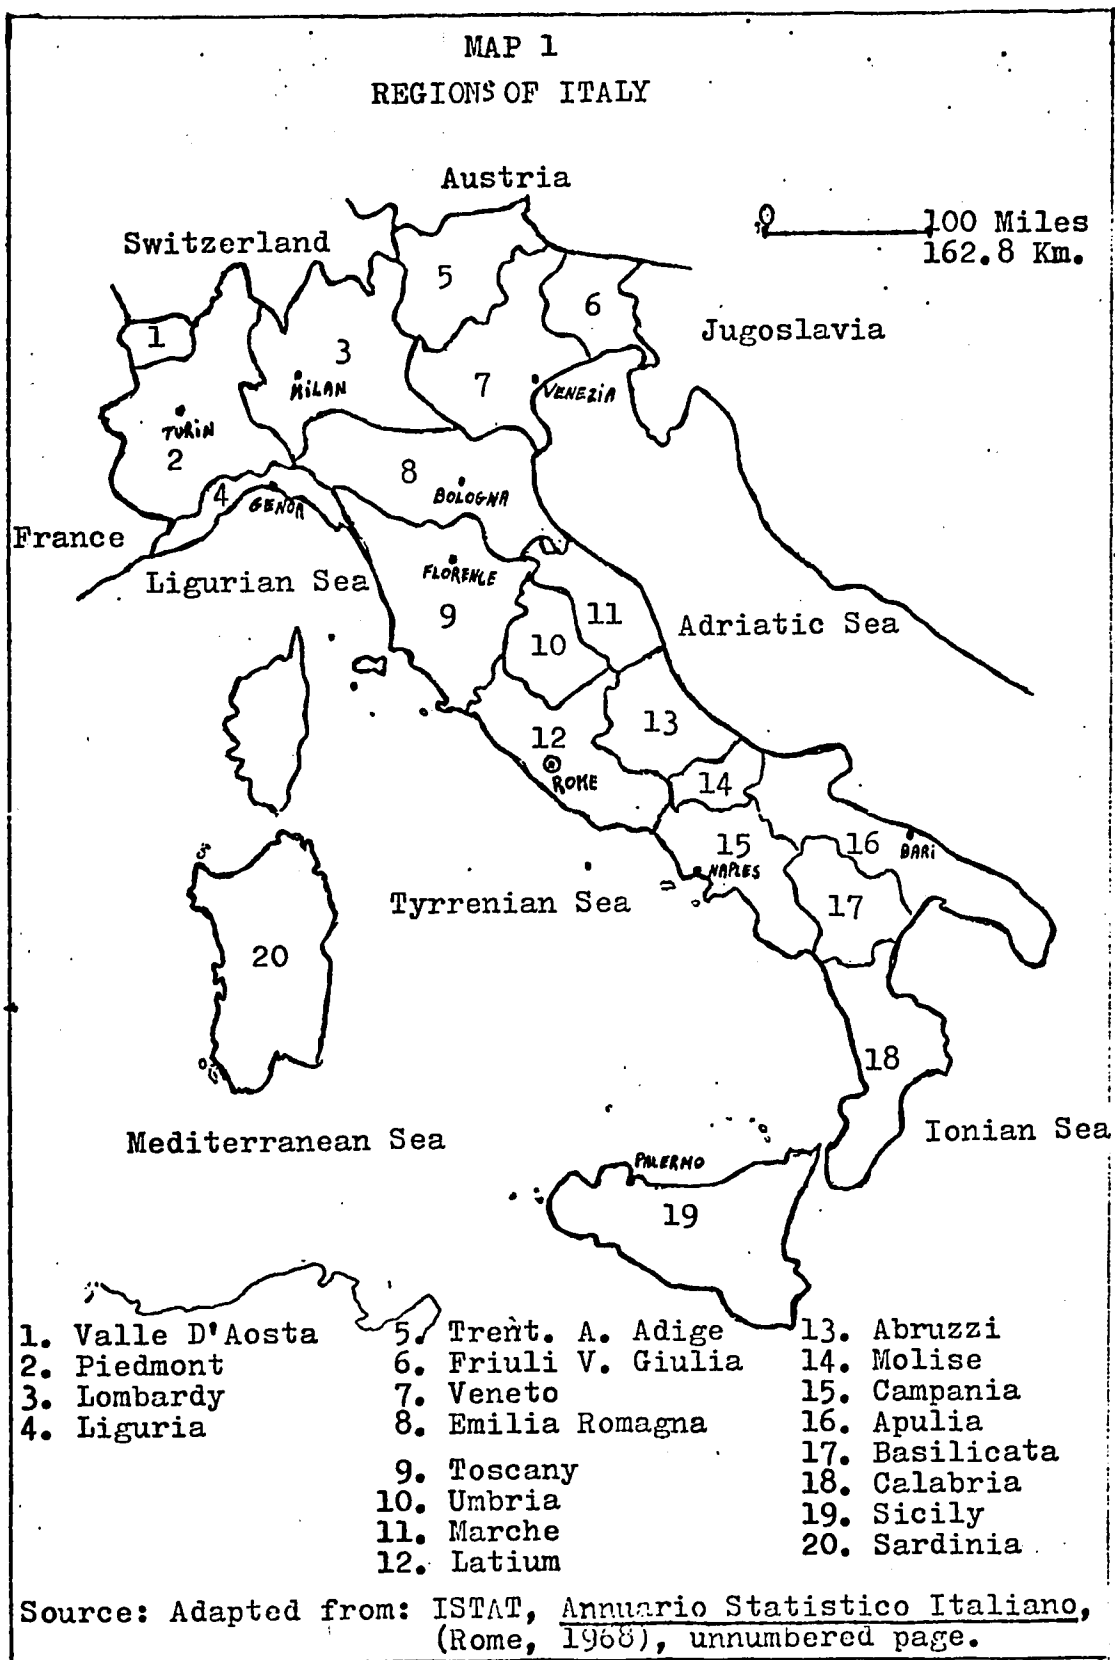 MAP 1
REGIONS OF ITALY
Austria
Switzerland
0
100 Miles
162.8 Km.
5
6
1
Jugoslavia
3
MILAN
7
VENEZIA
TURIN
2
8
4
BOLOGNA
GENOA
France
FLORENCE
Ligurian Sea
9
11
10
Adriatic Sea
13
12
ROME
14
15
16
BARI
NAPLES
Tyrrenian Sea
17
20
18
Mediterranean Sea
Ionian Sea
PALERMO
19
1. Valle D'Aosta
2. Piedmont
3. Lombardy
4. Liguria
5. Trent. A. Adige
6. Friuli V. Giulia
7. Veneto
8. Emilia Romagna
9. Toscany
10. Umbria
11. Marche
12. Latium
13. Abruzzi
14. Molise
15. Campania
16. Apulia
17. Basilicata
18. Calabria
19. Sicily
20. Sardinia
Source: Adapted from: ISTAT, Annuario Statistico Italiano,
(Rome, 1968), unnumbered page.